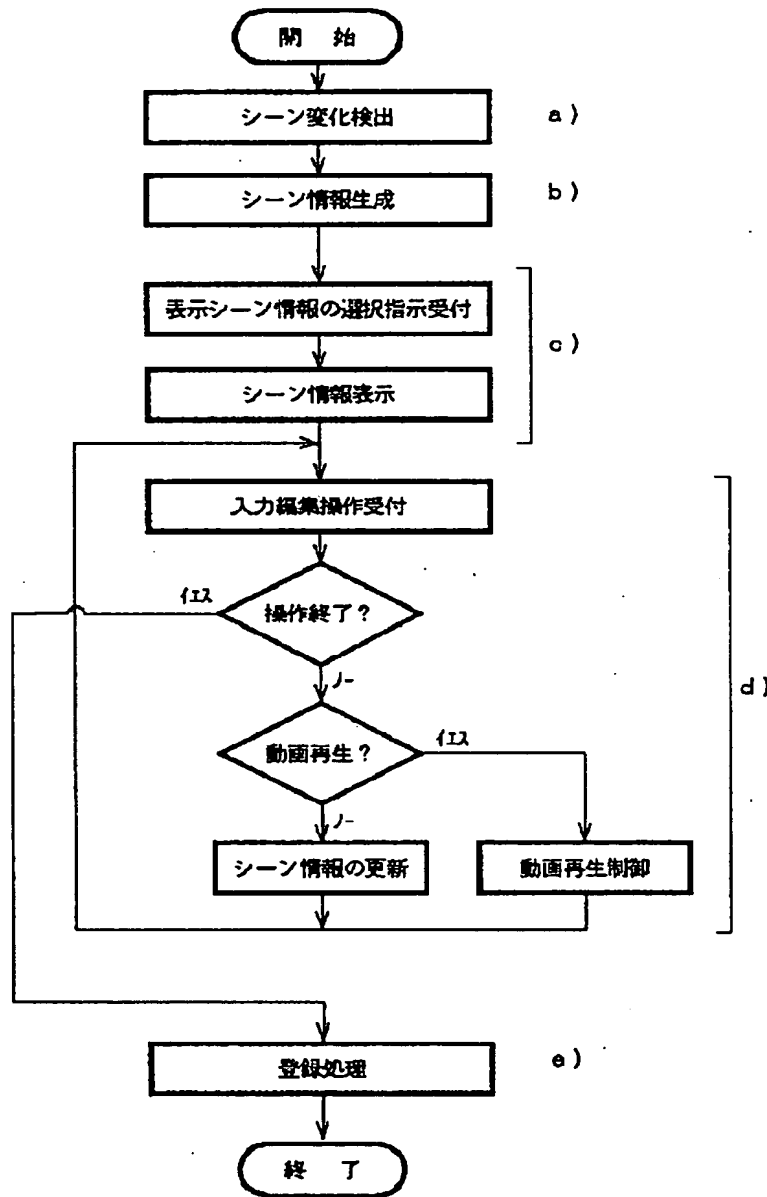 開 始
シーン変化検出 a)
シーン情報生成 b)
表示シーン情報の選択指示受付
c)
シーン情報表示
入力編集操作受付
イエス
操作終了?
ノー
d)
動画再生?
イエス
ノー
シーン情報の更新 動画再生制御
登録処理 e)
終 了